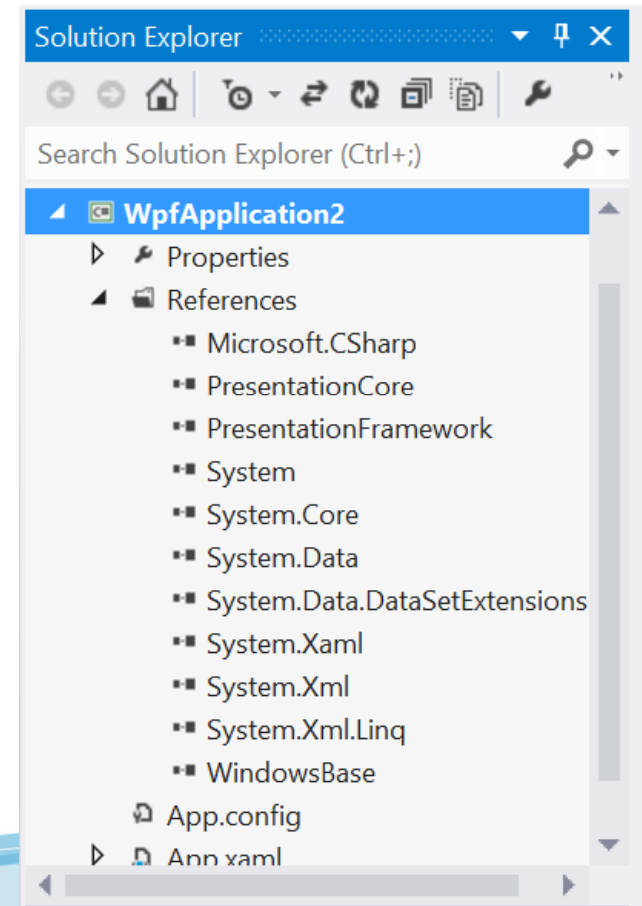 Solution Explorer
Search Solution Explorer (Ctrl+;)
WpfApplication2
Properties
References
Microsoft.CSharp
PresentationCore
PresentationFramework
System
System.Core
System.Data
System.Data.DataSetExtensions
System.Xaml
System.Xml
System.Xml.Linq
WindowsBase
App.config
App.xaml